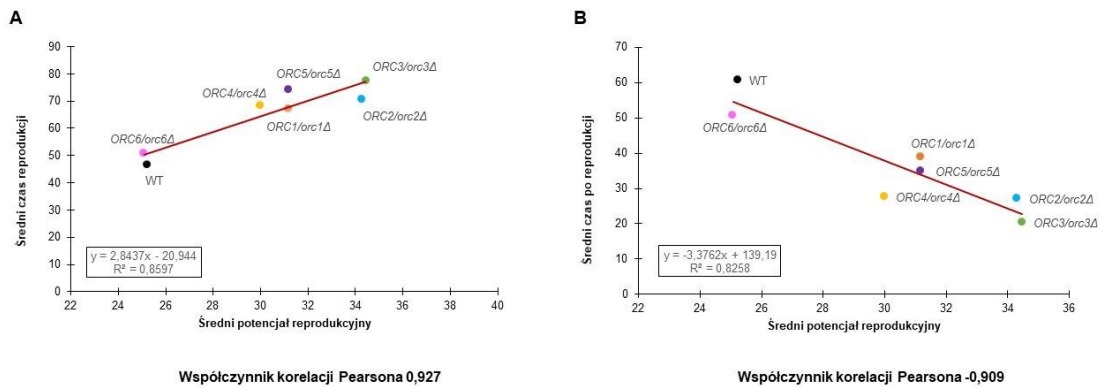 A
Średni czas reprodukcji
90
80
70
60
50
40
30
20
10
0
ORC5/orc5Δ
ORC3/orc3Δ
ORC4/orc4Δ
ORC1/orc1Δ
ORC2/orc2Δ
ORC6/orc6Δ
WT
y = 2,8437x - 20,944
R² = 0,8597
22 24 26 28 30 32 34 36 38 40
Średni potencjał reprodukcyjny
Współczynnik korelacji Pearsona 0,927
B
Średni czas po reprodukcji
70
60
50
40
30
20
10
0
WT
ORC6/orc6Δ
ORC1/orc1Δ
ORC5/orc5Δ
ORC4/orc4Δ
ORC2/orc2Δ
ORC3/orc3Δ
y = -3,3762x + 139,19
R² = 0,8258
22 24 26 28 30 32 34 36
Średni potencjał reprodukcyjny
Współczynnik korelacji Pearsona -0,909